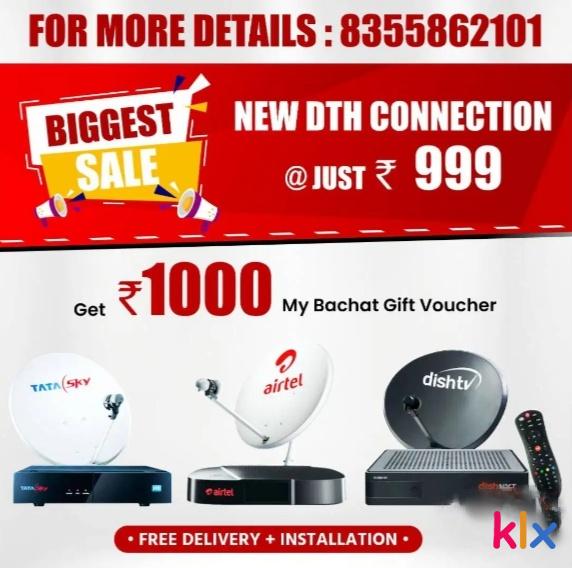 FOR MORE DETAILS : 8355862101
BIGGEST
SALE
NEW DTH CONNECTION
@ JUST ₹ 999
Get ₹1000 My Bachat Gift Voucher
TATA SKY
airtel
dishtv
TATA SKY
airtel
dish NXT
• FREE DELIVERY + INSTALLATION •
klx